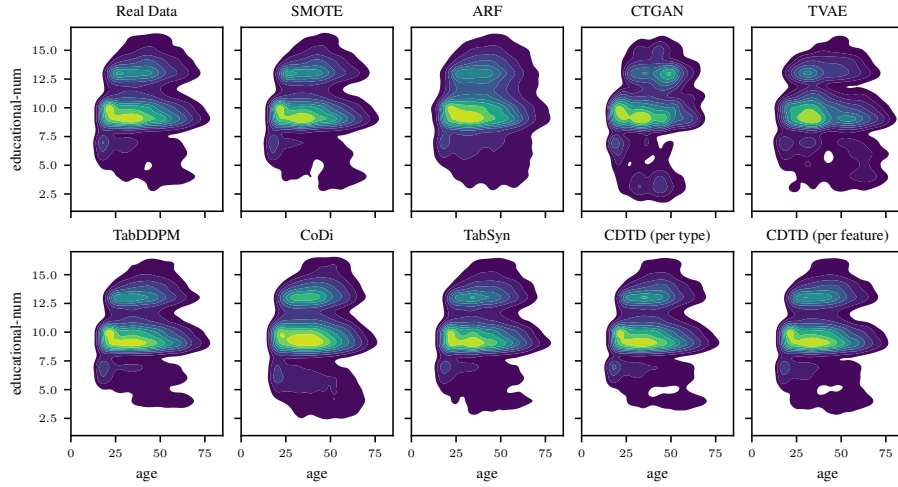 Real Data SMOTE ARF CTGAN TVAE
15.0
12.5
10.0
7.5
5.0
2.5
educational-num
TabDDPM CoDi TabSyn CDTD (per type) CDTD (per feature)
15.0
12.5
10.0
7.5
5.0
2.5
educational-num
0 25 50 75 0 25 50 75 0 25 50 75 0 25 50 75 0 25 50 75
age age age age age